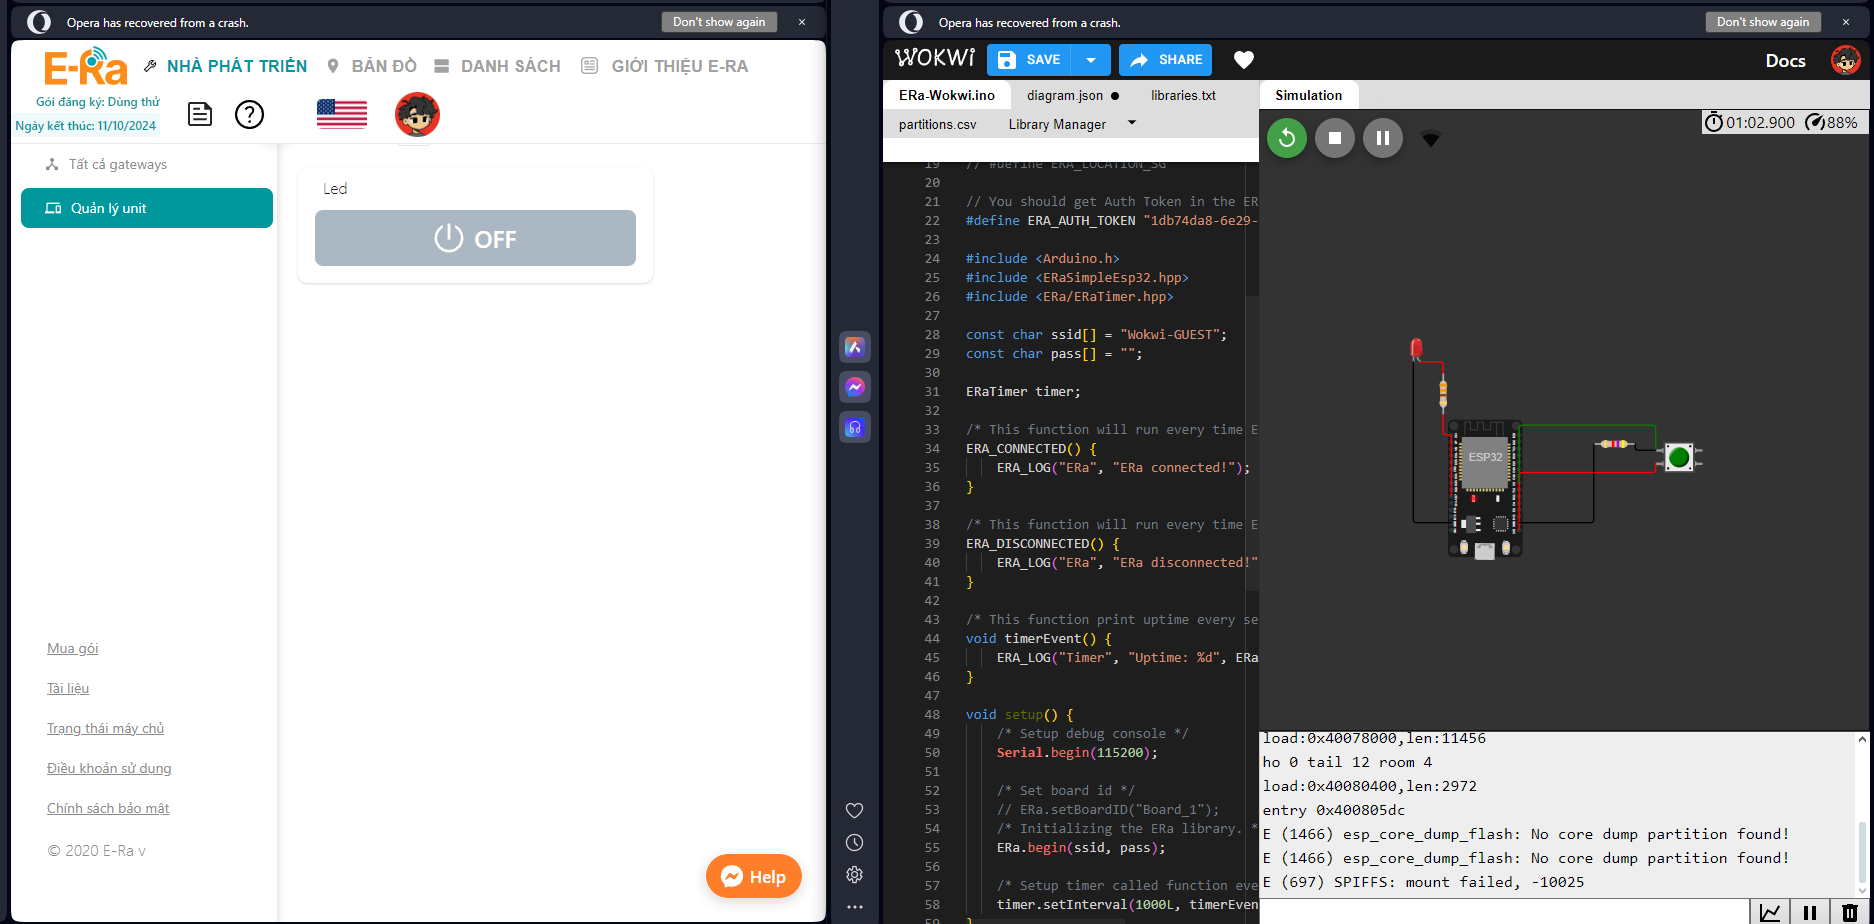 Opera has recovered from a crash.
Don't show again
E-Ra
NHÀ PHÁT TRIỂN
BẢN ĐỒ
DANH SÁCH
GIỚI THIỆU E-RA
Gói đăng ký: Dùng thử
Ngày kết thúc: 11/10/2024
Tất cả gateways
Quản lý unit
Led
OFF
Mua gói
Tài liệu
Trạng thái máy chủ
Điều khoản sử dụng
Chính sách bảo mật
© 2020 E-Ra v
Help
Opera has recovered from a crash.
Don't show again
WOKWi
SAVE
SHARE
Docs
ERa-Wokwi.ino
diagram.json
libraries.txt
partitions.csv
Library Manager
19 // #define ERA_LOCATION_SG
20
21 // You should get Auth Token in the ER
22 #define ERA_AUTH_TOKEN "1db74da8-6e29-
23
24 #include <Arduino.h>
25 #include <ERaSimpleEsp32.hpp>
26 #include <ERa/ERaTimer.hpp>
27
28 const char ssid[] = "Wokwi-GUEST";
29 const char pass[] = "";
30
31 ERaTimer timer;
32
33 /* This function will run every time E
34 ERA_CONNECTED() {
35 ERA_LOG("ERa", "ERa connected!");
36 }
37
38 /* This function will run every time E
39 ERA_DISCONNECTED() {
40 ERA_LOG("ERa", "ERa disconnected!"
41 }
42
43 /* This function print uptime every se
44 void timerEvent() {
45 ERA_LOG("Timer", "Uptime: %d", ERa
46 }
47
48 void setup() {
49 /* Setup debug console */
50 Serial.begin(115200);
51
52 /* Set board id */
53 // ERa.setBoardID("Board_1");
54 /* Initializing the ERa library. *
55 ERa.begin(ssid, pass);
56
57 /* Setup timer called function eve
58 timer.setInterval(1000L, timerEven
59 }
Simulation
01:02.900
88%
ESP32
load:0x40078000,len:11456
ho 0 tail 12 room 4
load:0x40080400,len:2972
entry 0x400805dc
E (1466) esp_core_dump_flash: No core dump partition found!
E (1466) esp_core_dump_flash: No core dump partition found!
E (697) SPIFFS: mount failed, -10025